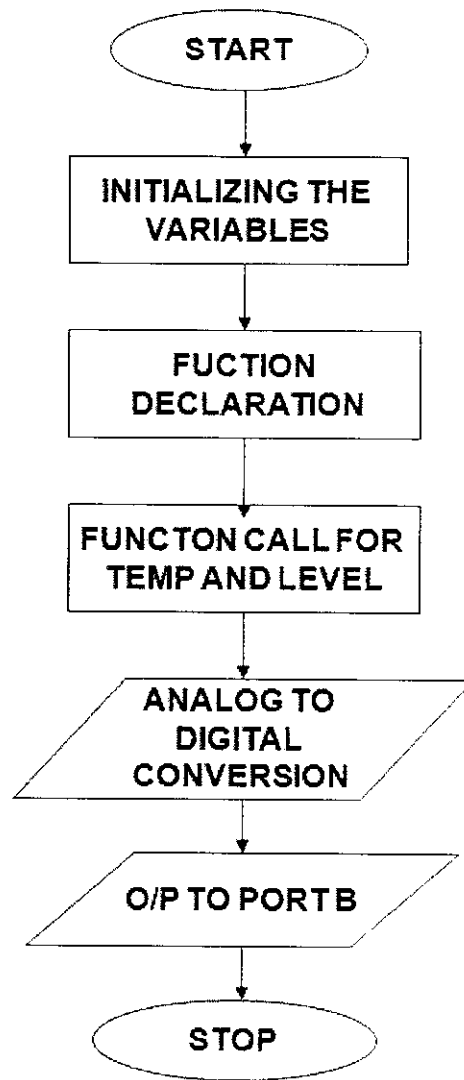 START
INITIALIZING THE
VARIABLES
FUCTION
DECLARATION
FUNCTON CALL FOR
TEMP AND LEVEL
ANALOG TO
DIGITAL
CONVERSION
O/P TO PORT B
STOP